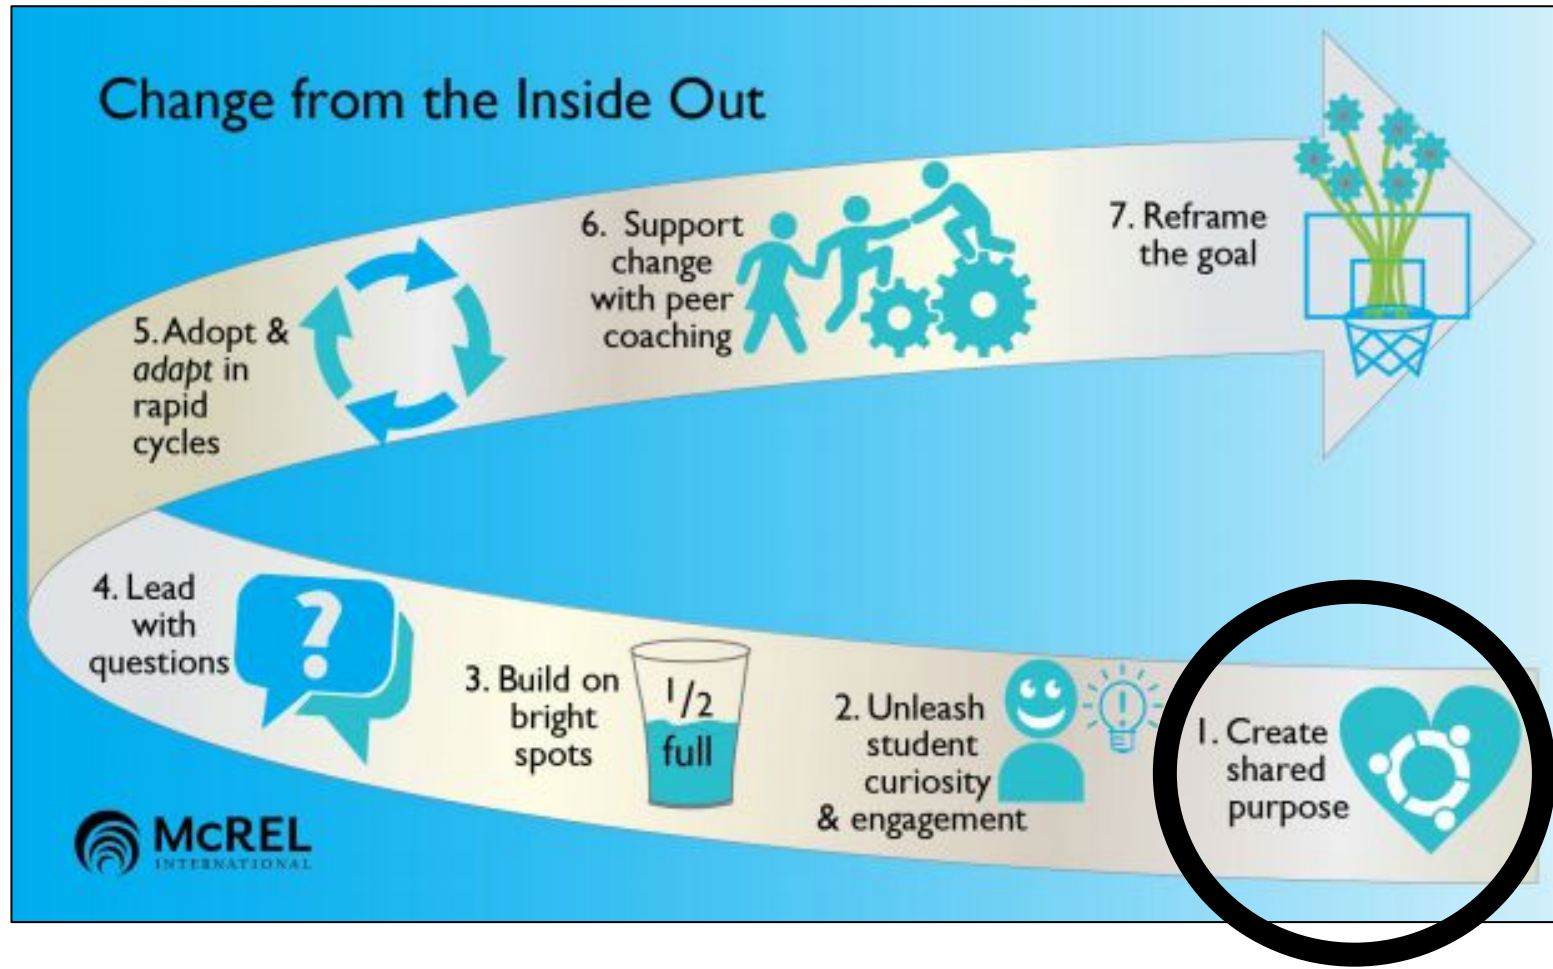 Change from the Inside Out
6. Support
change
with peer
coaching
7. Reframe
the goal
5. Adopt &
adapt in
rapid
cycles
4. Lead
with
questions
?
3. Build on
bright
spots
1/2
full
2. Unleash
student
curiosity
& engagement
!
1. Create
shared
purpose
McREL
INTERNATIONAL